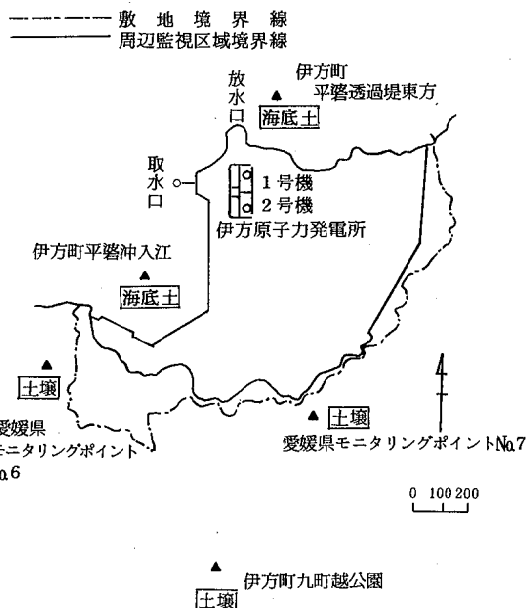 敷地境界線
周辺監視区域境界線
伊方町
平碆透過堤東方
海底土
放水口
取水口
1号機
2号機
伊方原子力発電所
伊方町平碆沖入江
海底土
土壌
愛媛県
モニタリングポイント
No.6
土壌
愛媛県モニタリングポイントNo.7
0 100 200
伊方町九町越公園
土壌